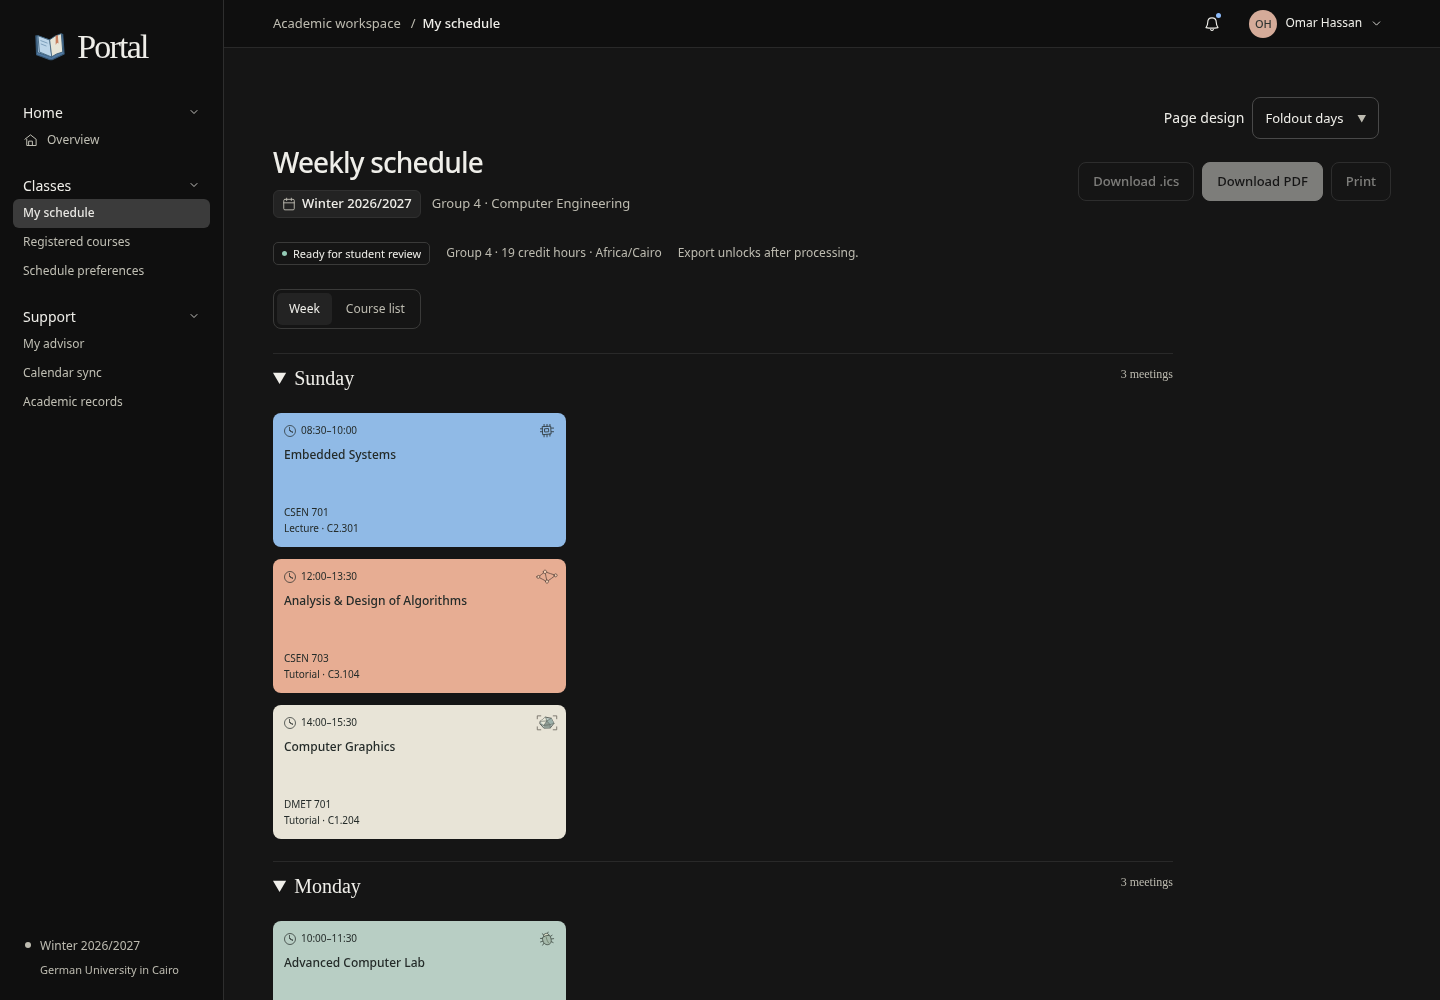 Portal
Home
Overview
Classes
My schedule
Registered courses
Schedule preferences
Support
My advisor
Calendar sync
Academic records
Winter 2026/2027
German University in Cairo
Academic workspace / My schedule
OH Omar Hassan
Page design Foldout days
Weekly schedule
Download .ics Download PDF Print
Winter 2026/2027 Group 4 · Computer Engineering
Ready for student review Group 4 · 19 credit hours · Africa/Cairo Export unlocks after processing.
Week Course list
Sunday 3 meetings
08:30–10:00
Embedded Systems
CSEN 701
Lecture · C2.301
12:00–13:30
Analysis & Design of Algorithms
CSEN 703
Tutorial · C3.104
14:00–15:30
Computer Graphics
DMET 701
Tutorial · C1.204
Monday 3 meetings
10:00–11:30
Advanced Computer Lab